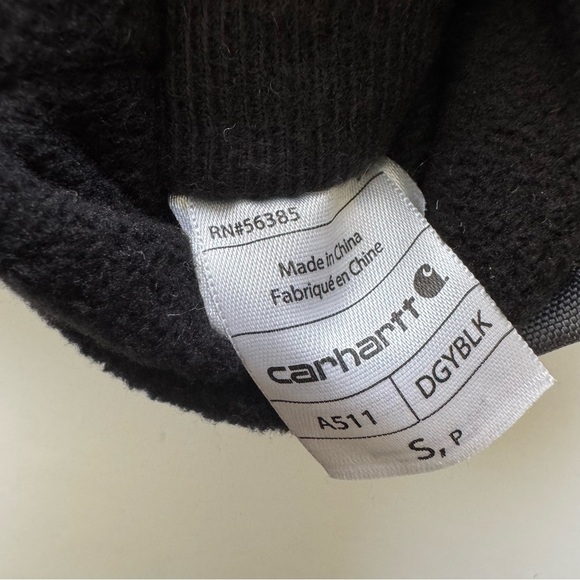 RN#56385
Made in China
Fabriqué en Chine
carhartt
A511 DGYBLK
S, P